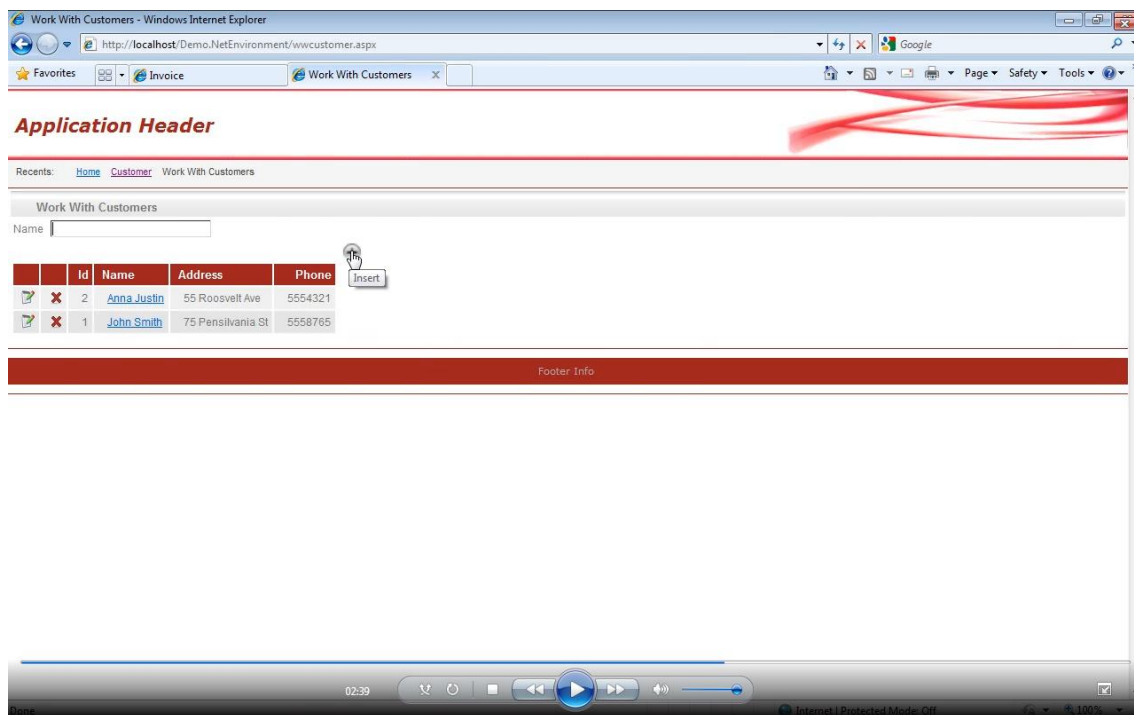 Work With Customers - Windows Internet Explorer
http://localhost/Demo.NetEnvironment/wwcustomer.aspx
Google
Favorites
Invoice
Work With Customers X
Page Safety Tools
Application Header
Recents: Home Customer Work With Customers
Work With Customers
Name
Insert
Id Name Address Phone
2 Anna Justin 55 Roosvelt Ave 5554321
1 John Smith 75 Pensilvania St 5558765
Footer Info
02:39
Done
Internet | Protected Mode: Off
100%